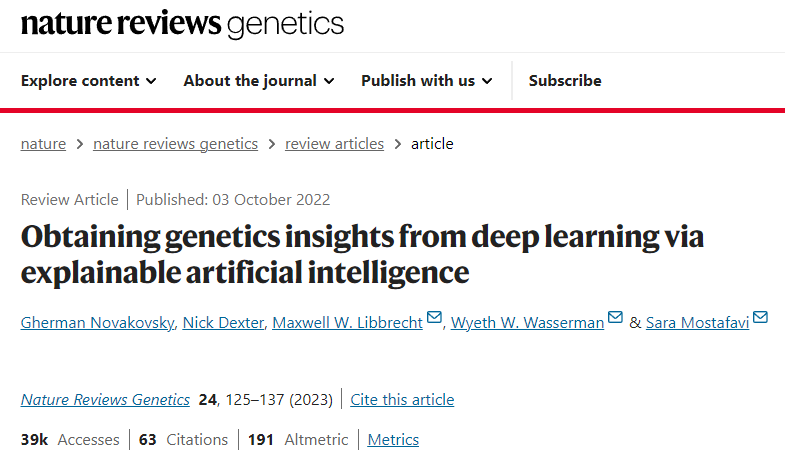 nature reviews genetics
Explore content About the journal Publish with us Subscribe
nature > nature reviews genetics > review articles > article
Review Article | Published: 03 October 2022
Obtaining genetics insights from deep learning via
explainable artificial intelligence
Gherman Novakovsky, Nick Dexter, Maxwell W. Libbrecht, Wyeth W. Wasserman & Sara Mostafavi
Nature Reviews Genetics 24, 125–137 (2023) | Cite this article
39k Accesses | 63 Citations | 191 Altmetric | Metrics